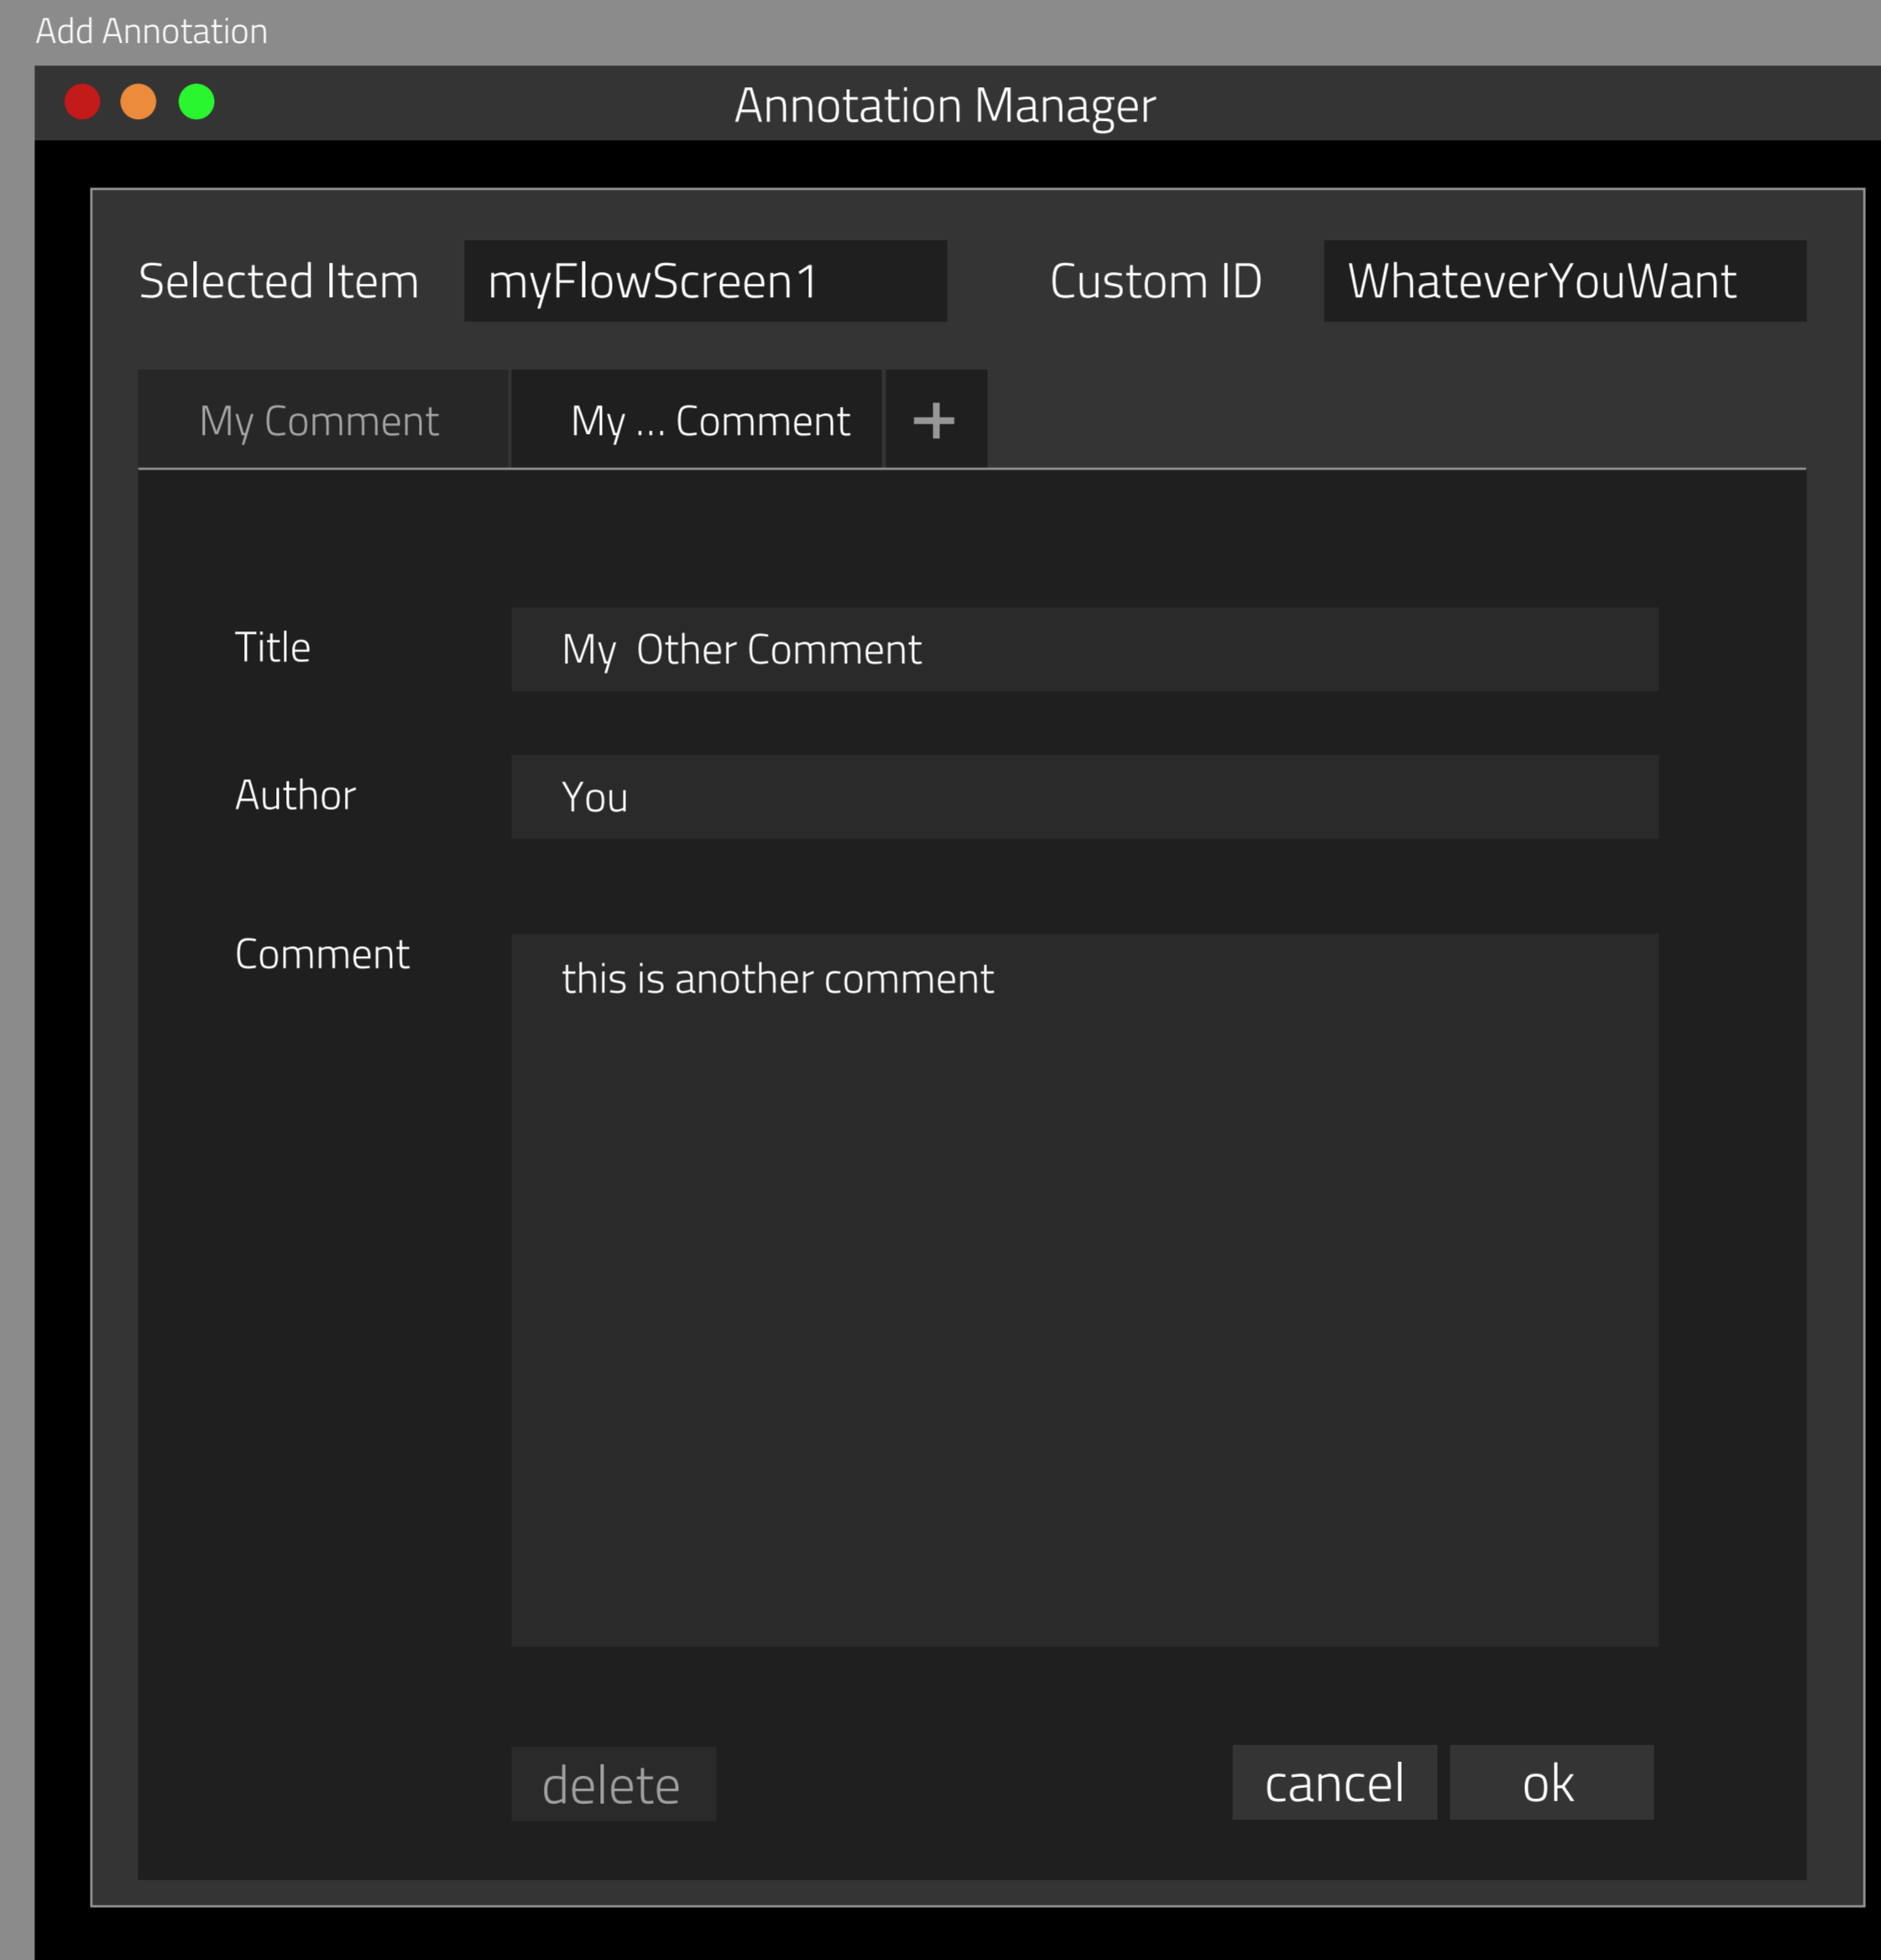 Add Annotation
Annotation Manager
Selected Item myFlowScreen1 Custom ID WhateverYouWant
My Comment My ... Comment +
Title My  Other Comment
Author You
Comment this is another comment
delete cancel ok